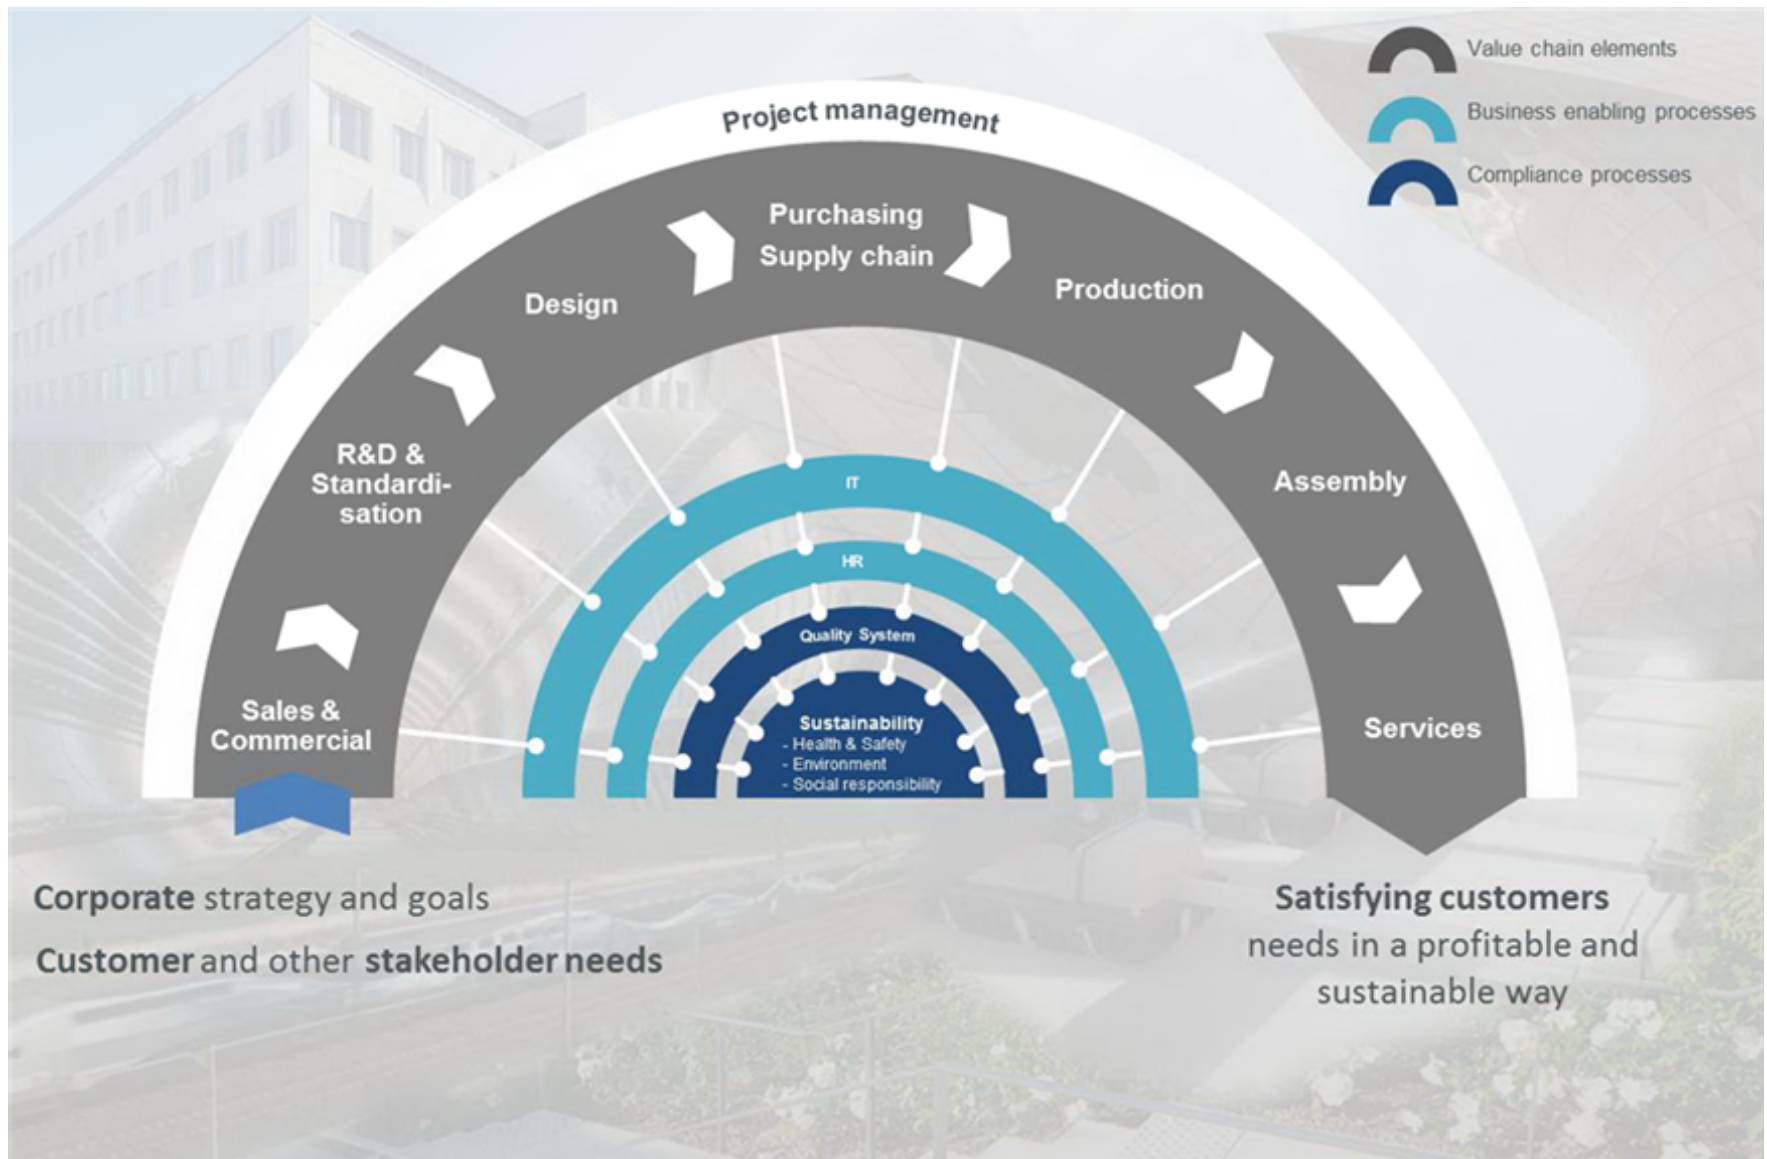 Value chain elements
Business enabling processes
Compliance processes
Project management
Purchasing
Supply chain
Design
Production
R&D &
Standardi-
sation
Assembly
Sales &
Commercial
Services
IT
HR
Quality System
Sustainability
- Health & Safety
- Environment
- Social responsibility
Corporate strategy and goals
Customer and other stakeholder needs
Satisfying customers
needs in a profitable and
sustainable way